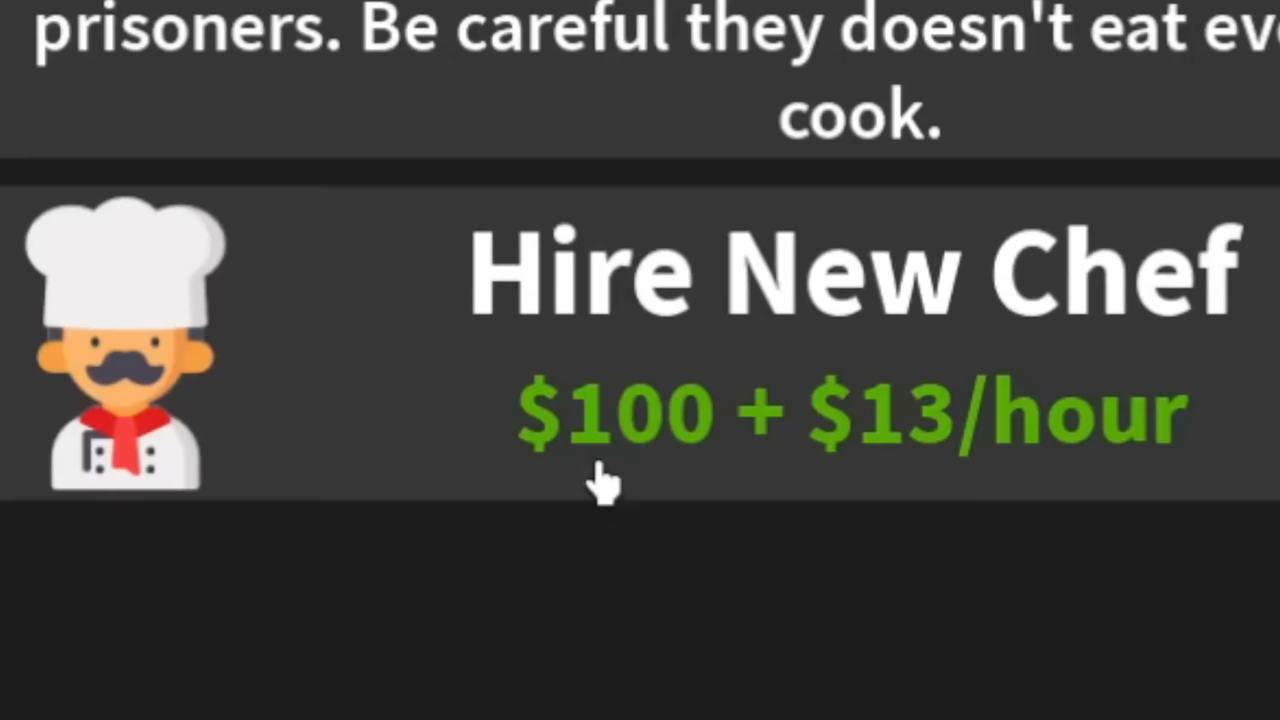 prisoners. Be careful they doesn't eat
cook.
Hire New Chef
$100 + $13/hour